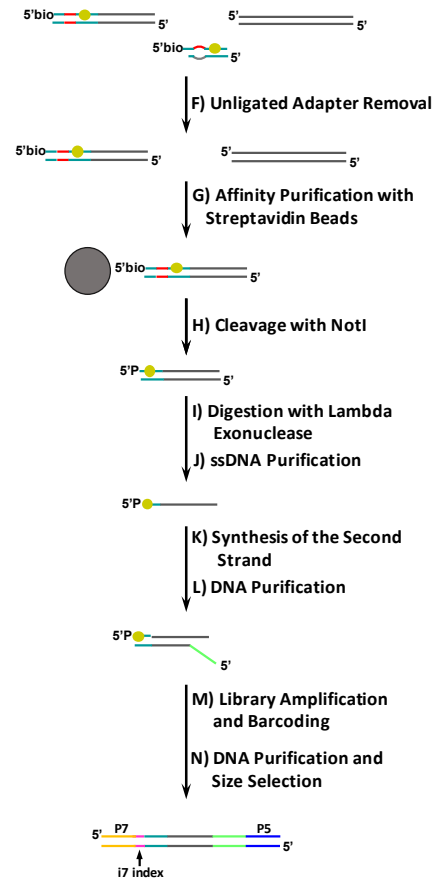 5'bio
5'
5'
5'
5'bio
5'
F) Unligated Adapter Removal
5'bio
5'
5'
5'
G) Affinity Purification with
Streptavidin Beads
5'bio
5'
H) Cleavage with NotI
5'P
5'
I) Digestion with Lambda
Exonuclease
J) ssDNA Purification
5'P
K) Synthesis of the Second
Strand
L) DNA Purification
5'P
5'
M) Library Amplification
and Barcoding
N) DNA Purification and
Size Selection
5' P7 P5
5'
i7 index